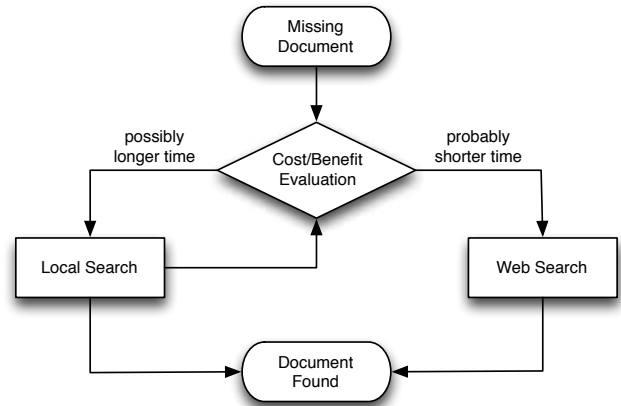 Missing
Document
possibly
longer time
Cost/Benefit
Evaluation
probably
shorter time
Local Search
Web Search
Document
Found